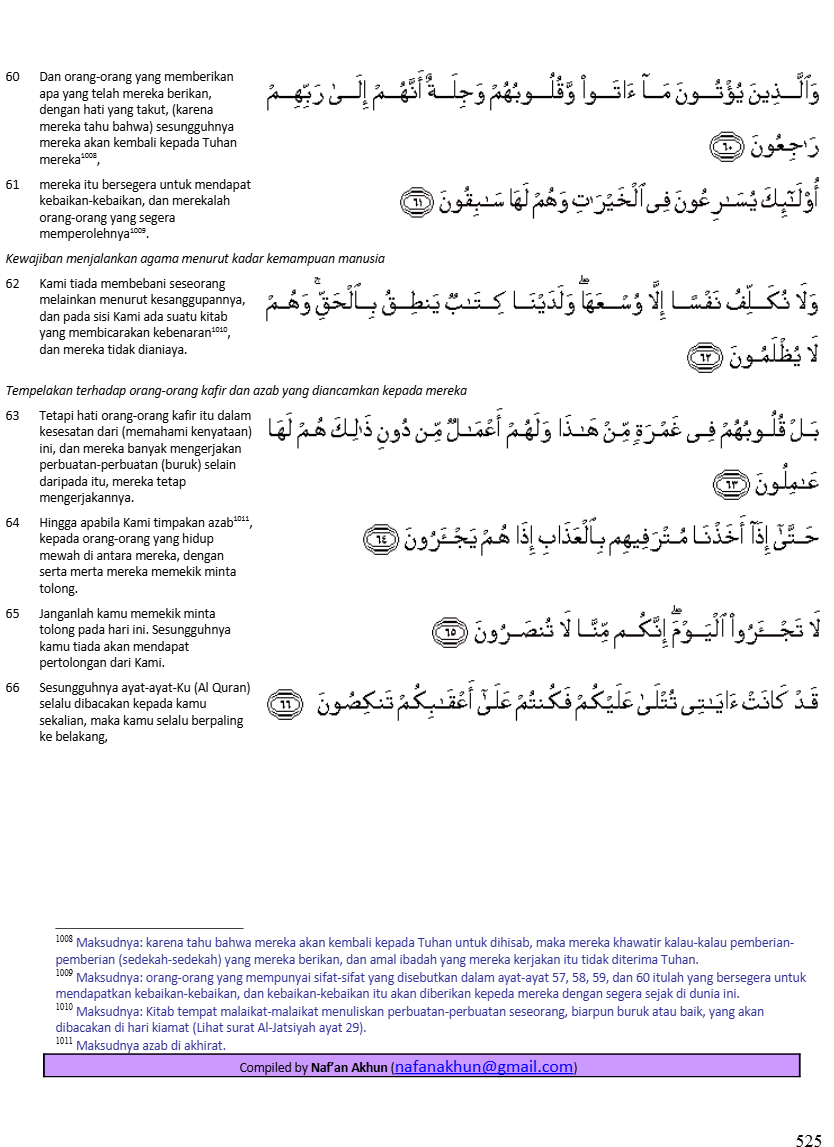 60 Dan orang-orang yang memberikan
apa yang telah mereka berikan,
dengan hati yang takut, (karena
mereka tahu bahwa) sesungguhnya
mereka akan kembali kepada Tuhan
mereka¹⁰⁰⁸,
وَٱلَّذِينَ يُؤْتُونَ مَآ ءَاتَوا۟ وَّقُلُوبُهُمْ وَجِلَةٌ أَنَّهُمْ إِلَىٰ رَبِّهِمْ
رَٰجِعُونَ ٦٠
61 mereka itu bersegera untuk mendapat
kebaikan-kebaikan, dan merekalah
orang-orang yang segera
memperolehnya¹⁰⁰⁹.
أُو۟لَـٰٓئِكَ يُسَـٰرِعُونَ فِى ٱلْخَيْرَٰتِ وَهُمْ لَهَا سَـٰبِقُونَ ٦١
Kewajiban menjalankan agama menurut kadar kemampuan manusia
62 Kami tiada membebani seseorang
melainkan menurut kesanggupannya,
dan pada sisi Kami ada suatu kitab
yang membicarakan kebenaran¹⁰¹⁰,
dan mereka tidak dianiaya.
وَلَا نُكَلِّفُ نَفْسًا إِلَّا وُسْعَهَا ۖ وَلَدَيْنَا كِتَـٰبٌ يَنطِقُ بِٱلْحَقِّ ۚ وَهُمْ
لَا يُظْلَمُونَ ٦٢
Tempelakan terhadap orang-orang kafir dan azab yang diancamkan kepada mereka
63 Tetapi hati orang-orang kafir itu dalam
kesesatan dari (memahami kenyataan)
ini, dan mereka banyak mengerjakan
perbuatan-perbuatan (buruk) selain
daripada itu, mereka tetap
mengerjakannya.
بَلْ قُلُوبُهُمْ فِى غَمْرَةٍ مِّنْ هَـٰذَا وَلَهُمْ أَعْمَـٰلٌ مِّن دُونِ ذَٰلِكَ هُمْ لَهَا
عَـٰمِلُونَ ٦٣
64 Hingga apabila Kami timpakan azab¹⁰¹¹,
kepada orang-orang yang hidup
mewah di antara mereka, dengan
serta merta mereka memekik minta
tolong.
حَتَّىٰٓ إِذَآ أَخَذْنَا مُتْرَفِيهِم بِٱلْعَذَابِ إِذَا هُمْ يَجْـَٔرُونَ ٦٤
65 Janganlah kamu memekik minta
tolong pada hari ini. Sesungguhnya
kamu tiada akan mendapat
pertolongan dari Kami.
لَا تَجْـَٔرُوا۟ ٱلْيَوْمَ ۖ إِنَّكُم مِّنَّا لَا تُنصَرُونَ ٦٥
66 Sesungguhnya ayat-ayat-Ku (Al Quran)
selalu dibacakan kepada kamu
sekalian, maka kamu selalu berpaling
ke belakang,
قَدْ كَانَتْ ءَايَـٰتِى تُتْلَىٰ عَلَيْكُمْ فَكُنتُمْ عَلَىٰٓ أَعْقَـٰبِكُمْ تَنكِصُونَ ٦٦
¹⁰⁰⁸ Maksudnya: karena tahu bahwa mereka akan kembali kepada Tuhan untuk dihisab, maka mereka khawatir kalau-kalau pemberian-
pemberian (sedekah-sedekah) yang mereka berikan, dan amal ibadah yang mereka kerjakan itu tidak diterima Tuhan.
¹⁰⁰⁹ Maksudnya: orang-orang yang mempunyai sifat-sifat yang disebutkan dalam ayat-ayat 57, 58, 59, dan 60 itulah yang bersegera untuk
mendapatkan kebaikan-kebaikan, dan kebaikan-kebaikan itu akan diberikan kepeda mereka dengan segera sejak di dunia ini.
¹⁰¹⁰ Maksudnya: Kitab tempat malaikat-malaikat menuliskan perbuatan-perbuatan seseorang, biarpun buruk atau baik, yang akan
dibacakan di hari kiamat (Lihat surat Al-Jatsiyah ayat 29).
¹⁰¹¹ Maksudnya azab di akhirat.
Compiled by Naf’an Akhun (nafanakhun@gmail.com)
525